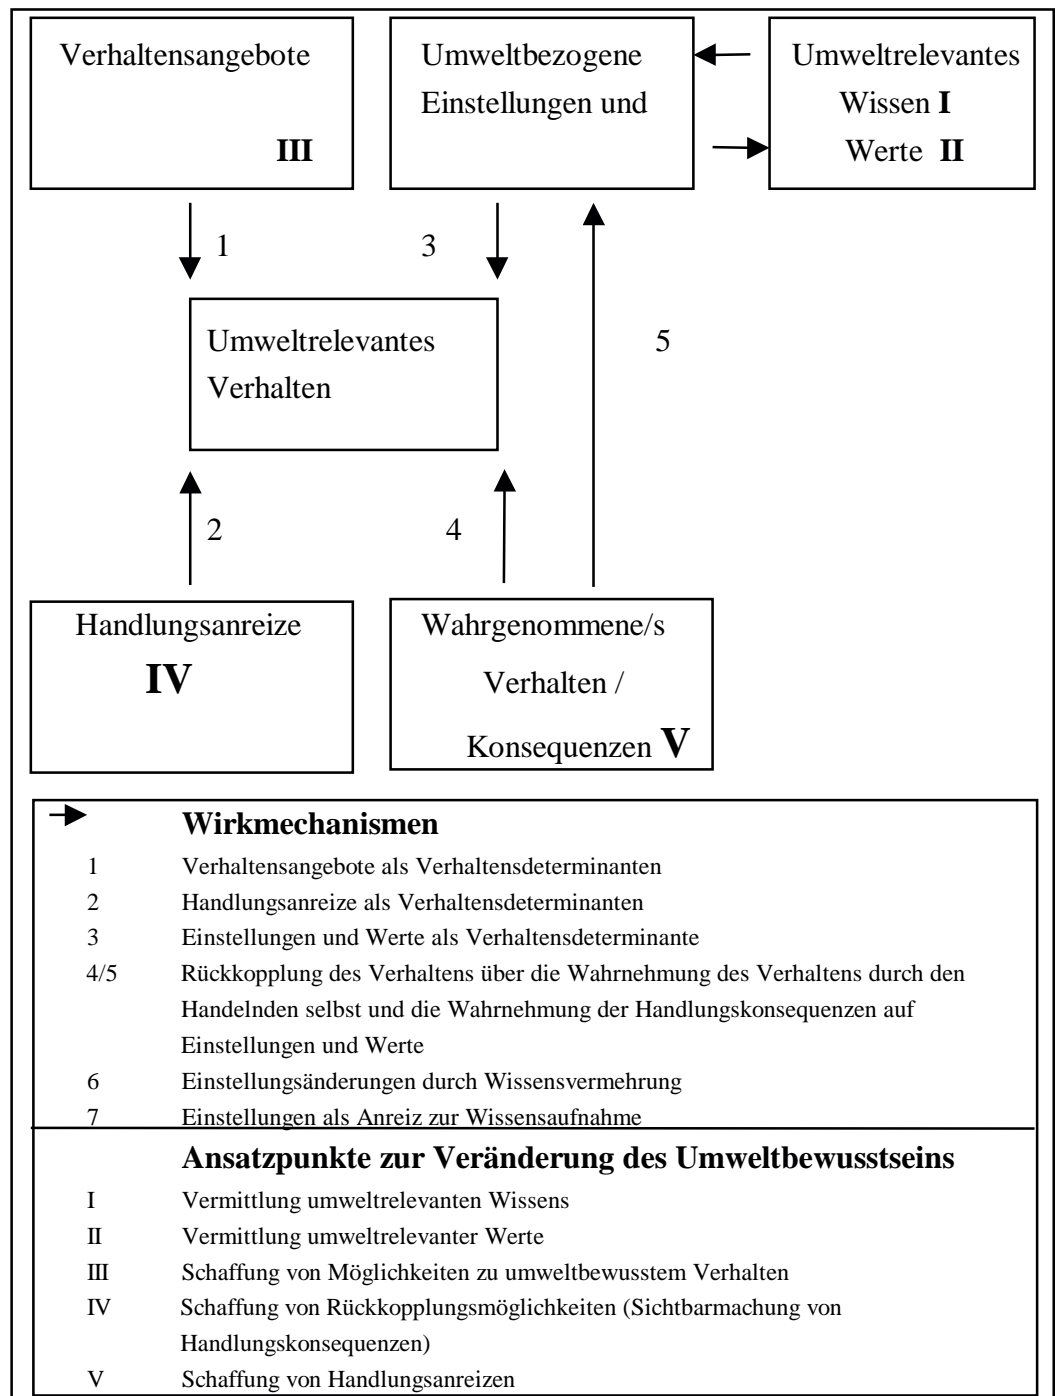 Verhaltensangebote
III
Umweltbezogene
Einstellungen und
Umweltrelevantes
Wissen I
Werte II
1
3
Umweltrelevantes
Verhalten
5
2
4
Handlungsanreize
IV
Wahrgenommene/s
Verhalten /
Konsequenzen V
Wirkmechanismen
1 Verhaltensangebote als Verhaltensdeterminanten
2 Handlungsanreize als Verhaltensdeterminanten
3 Einstellungen und Werte als Verhaltensdeterminante
4/5 Rückkopplung des Verhaltens über die Wahrnehmung des Verhaltens durch den
Handelnden selbst und die Wahrnehmung der Handlungskonsequenzen auf
Einstellungen und Werte
6 Einstellungsänderungen durch Wissensvermehrung
7 Einstellungen als Anreiz zur Wissensaufnahme
Ansatzpunkte zur Veränderung des Umweltbewusstseins
I Vermittlung umweltrelevanten Wissens
II Vermittlung umweltrelevanter Werte
III Schaffung von Möglichkeiten zu umweltbewusstem Verhalten
IV Schaffung von Rückkopplungsmöglichkeiten (Sichtbarmachung von
Handlungskonsequenzen)
V Schaffung von Handlungsanreizen